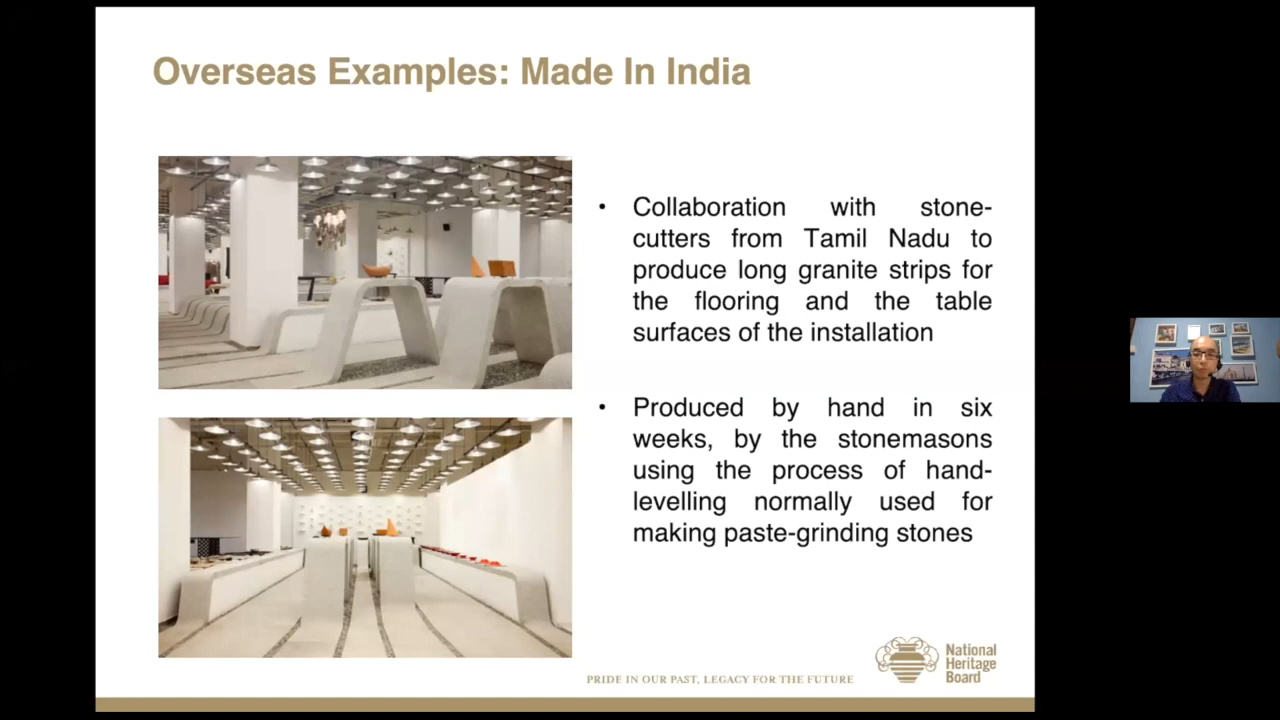 Overseas Examples: Made In India
• Collaboration with stone-
cutters from Tamil Nadu to
produce long granite strips for
the flooring and the table
surfaces of the installation
• Produced by hand in six
weeks, by the stonemasons
using the process of hand-
levelling normally used for
making paste-grinding stones
PRIDE IN OUR PAST, LEGACY FOR THE FUTURE
National
Heritage
Board